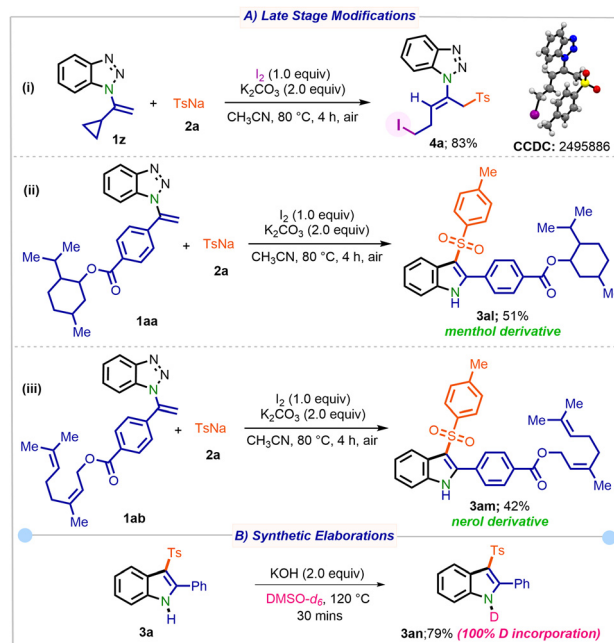 A) Late Stage Modifications
(i)
N
N
N
1z
+
TsNa
2a
I2 (1.0 equiv)
K2CO3 (2.0 equiv)
CH3CN, 80 °C, 4 h, air
N
N
N
H
Ts
I
4a; 83%
CCDC: 2495886
(ii)
N
N
N
Me
Me
O
O
Me
1aa
+
TsNa
2a
I2 (1.0 equiv)
K2CO3 (2.0 equiv)
CH3CN, 80 °C, 4 h, air
Me
O
S
O
N
H
O
O
Me
Me
Me
3al; 51%
menthol derivative
(iii)
N
N
N
Me
Me
O
O
Me
1ab
+
TsNa
2a
I2 (1.0 equiv)
K2CO3 (2.0 equiv)
CH3CN, 80 °C, 4 h, air
Me
O
S
O
N
H
O
O
Me
Me
Me
3am; 42%
nerol derivative
B) Synthetic Elaborations
Ts
Ph
N
H
3a
KOH (2.0 equiv)
DMSO-d6, 120 °C
30 mins
Ts
Ph
N
D
3an;79% (100% D incorporation)